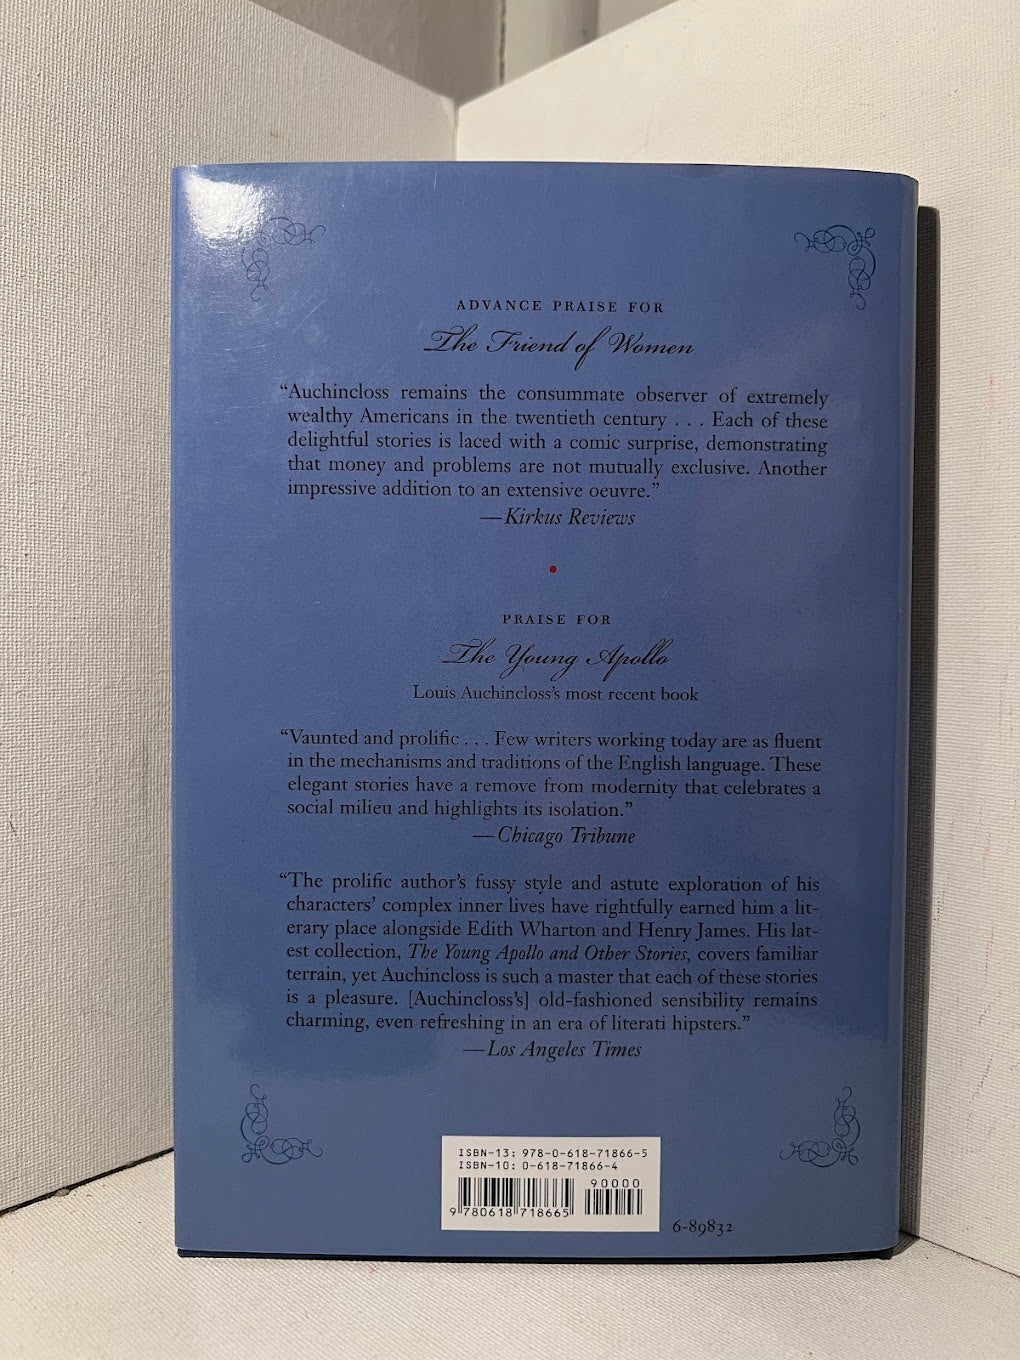 ADVANCE PRAISE FOR
The Friend of Women
“Auchincloss remains the consummate observer of extremely
wealthy Americans in the twentieth century . . . Each of these
delightful stories is laced with a comic surprise, demonstrating
that money and problems are not mutually exclusive. Another
impressive addition to an extensive oeuvre.”
—Kirkus Reviews
PRAISE FOR
The Young Apollo
Louis Auchincloss’s most recent book
“Vaunted and prolific . . . Few writers working today are as fluent
in the mechanisms and traditions of the English language. These
elegant stories have a remove from modernity that celebrates a
social milieu and highlights its isolation.”
—Chicago Tribune
“The prolific author’s fussy style and astute exploration of his
characters’ complex inner lives have rightfully earned him a lit-
erary place alongside Edith Wharton and Henry James. His lat-
est collection, The Young Apollo and Other Stories, covers familiar
terrain, yet Auchincloss is such a master that each of these stories
is a pleasure. [Auchincloss’s] old-fashioned sensibility remains
charming, even refreshing in an era of literati hipsters.”
—Los Angeles Times
ISBN-13: 978-0-618-71866-5
ISBN-10: 0-618-71866-4
90000
9 780618 718665
6-89832